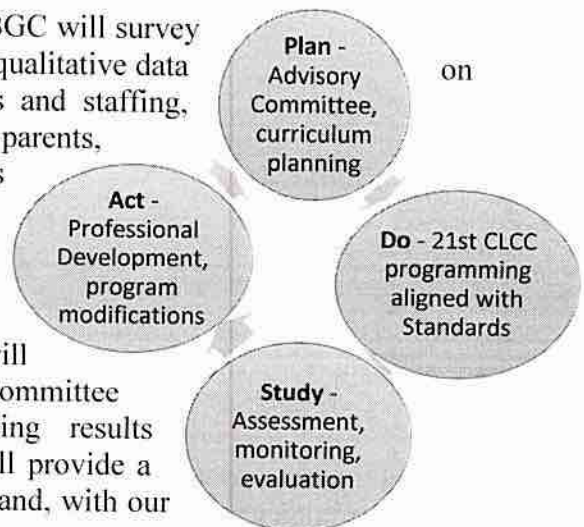 BGC will survey
qualitative data on
s and staffing,
parents,
s
will
ommittee
ing results
ll provide a
and, with our
Plan -
Advisory
Committee,
curriculum
planning
Do - 21st CLCC
programming
aligned with
Standards
Study -
Assessment,
monitoring,
evaluation
Act -
Professional
Development,
program
modifications